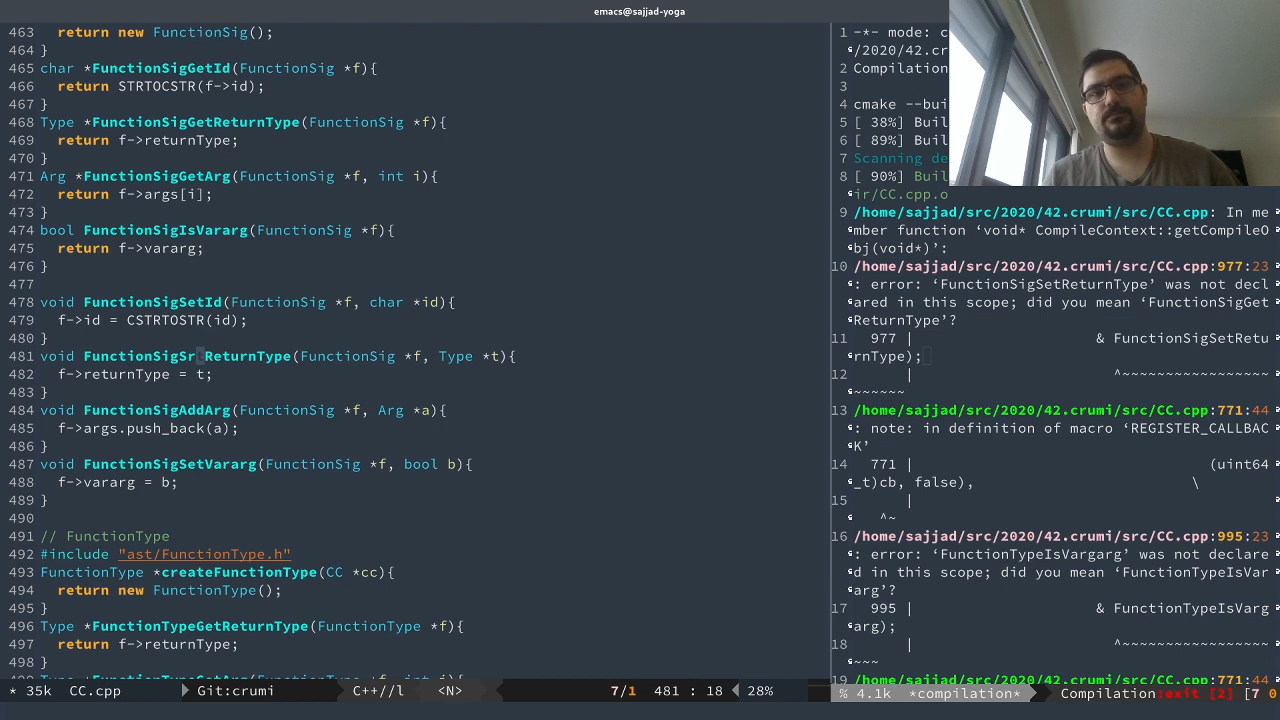 emacs@sajjad-yoga
463 return new FunctionSig();
464 }
465 char *FunctionSigGetId(FunctionSig *f){
466 return STRTOCSTR(f->id);
467 }
468 Type *FunctionSigGetReturnType(FunctionSig *f){
469 return f->returnType;
470 }
471 Arg *FunctionSigGetArg(FunctionSig *f, int i){
472 return f->args[i];
473 }
474 bool FunctionSigIsVararg(FunctionSig *f){
475 return f->vararg;
476 }
477
478 void FunctionSigSetId(FunctionSig *f, char *id){
479 f->id = CSTRTOSTR(id);
480 }
481 void FunctionSigSr ReturnType(FunctionSig *f, Type *t){
482 f->returnType = t;
483 }
484 void FunctionSigAddArg(FunctionSig *f, Arg *a){
485 f->args.push_back(a);
486 }
487 void FunctionSigSetVararg(FunctionSig *f, bool b){
488 f->vararg = b;
489 }
490
491 // FunctionType
492 #include "ast/FunctionType.h"
493 FunctionType *createFunctionType(CC *cc){
494 return new FunctionType();
495 }
496 Type *FunctionTypeGetReturnType(FunctionType *f){
497 return f->returnType;
498 }
* 35k CC.cpp Git:crumi C++//l <N> 7/1 481 : 18 28%
1 -*- mode: c
/2020/42.cr
2 Compilation
3
4 cmake --bui
5 [ 38%] Buil
6 [ 89%] Buil
7 Scanning de
8 [ 90%] Buil
ir/CC.cpp.o
9 /home/sajjad/src/2020/42.crumi/src/CC.cpp: In me
mber function ‘void* CompileContext::getCompileO
bj(void*)’:
10 /home/sajjad/src/2020/42.crumi/src/CC.cpp:977:23
: error: ‘FunctionSigSetReturnType’ was not decl
ared in this scope; did you mean ‘FunctionSigGet
ReturnType’?
11 977 | & FunctionSigSetRetu
rnType);
12 | ^~~~~~~~~~~~~~~~~~
~~~~~~
13 /home/sajjad/src/2020/42.crumi/src/CC.cpp:771:44
: note: in definition of macro ‘REGISTER_CALLBAC
K’
14 771 | (uint64
_t)cb, false), \
15 |
^~
16 /home/sajjad/src/2020/42.crumi/src/CC.cpp:995:23
: error: ‘FunctionTypeIsVargarg’ was not declare
d in this scope; did you mean ‘FunctionTypeIsVar
arg’?
17 995 | & FunctionTypeIsVarg
arg);
18 | ^~~~~~~~~~~~~~~~~~
~~~
19 /home/sajjad/src/2020/42.crumi/src/CC.cpp:771:44
% 4.1k *compilation* Compilation:exit [2] [7 0